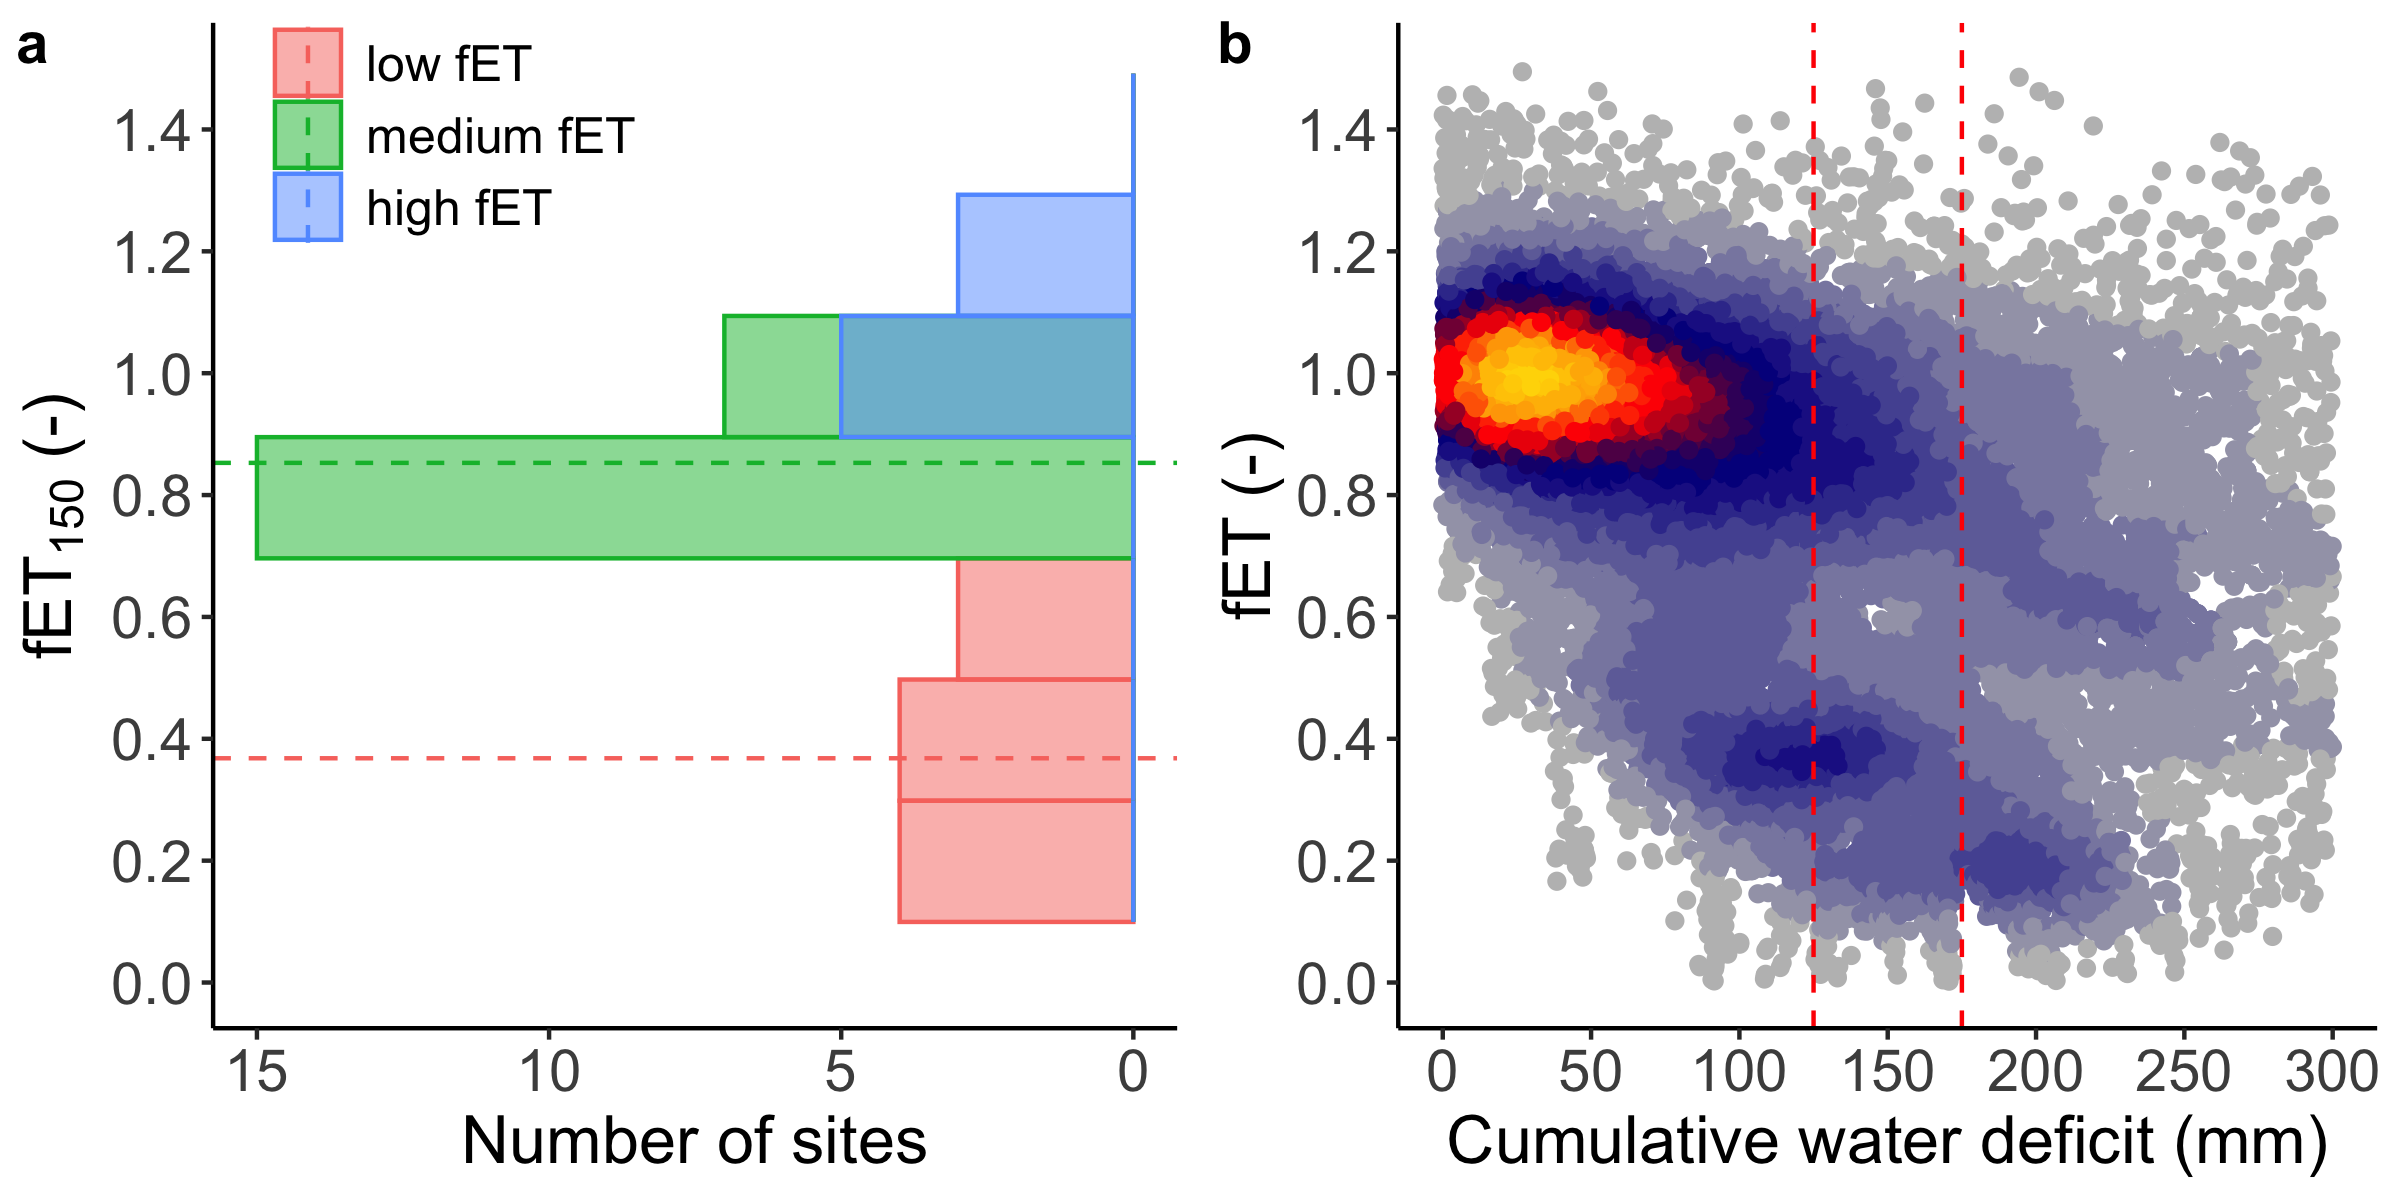 a
low fET
medium fET
high fET
1.4
1.2
1.0
0.8
0.6
0.4
0.2
0.0
fET150 (-)
15 10 5 0
Number of sites
b
1.4
1.2
1.0
0.8
0.6
0.4
0.2
0.0
fET (-)
0 50 100 150 200 250 300
Cumulative water deficit (mm)